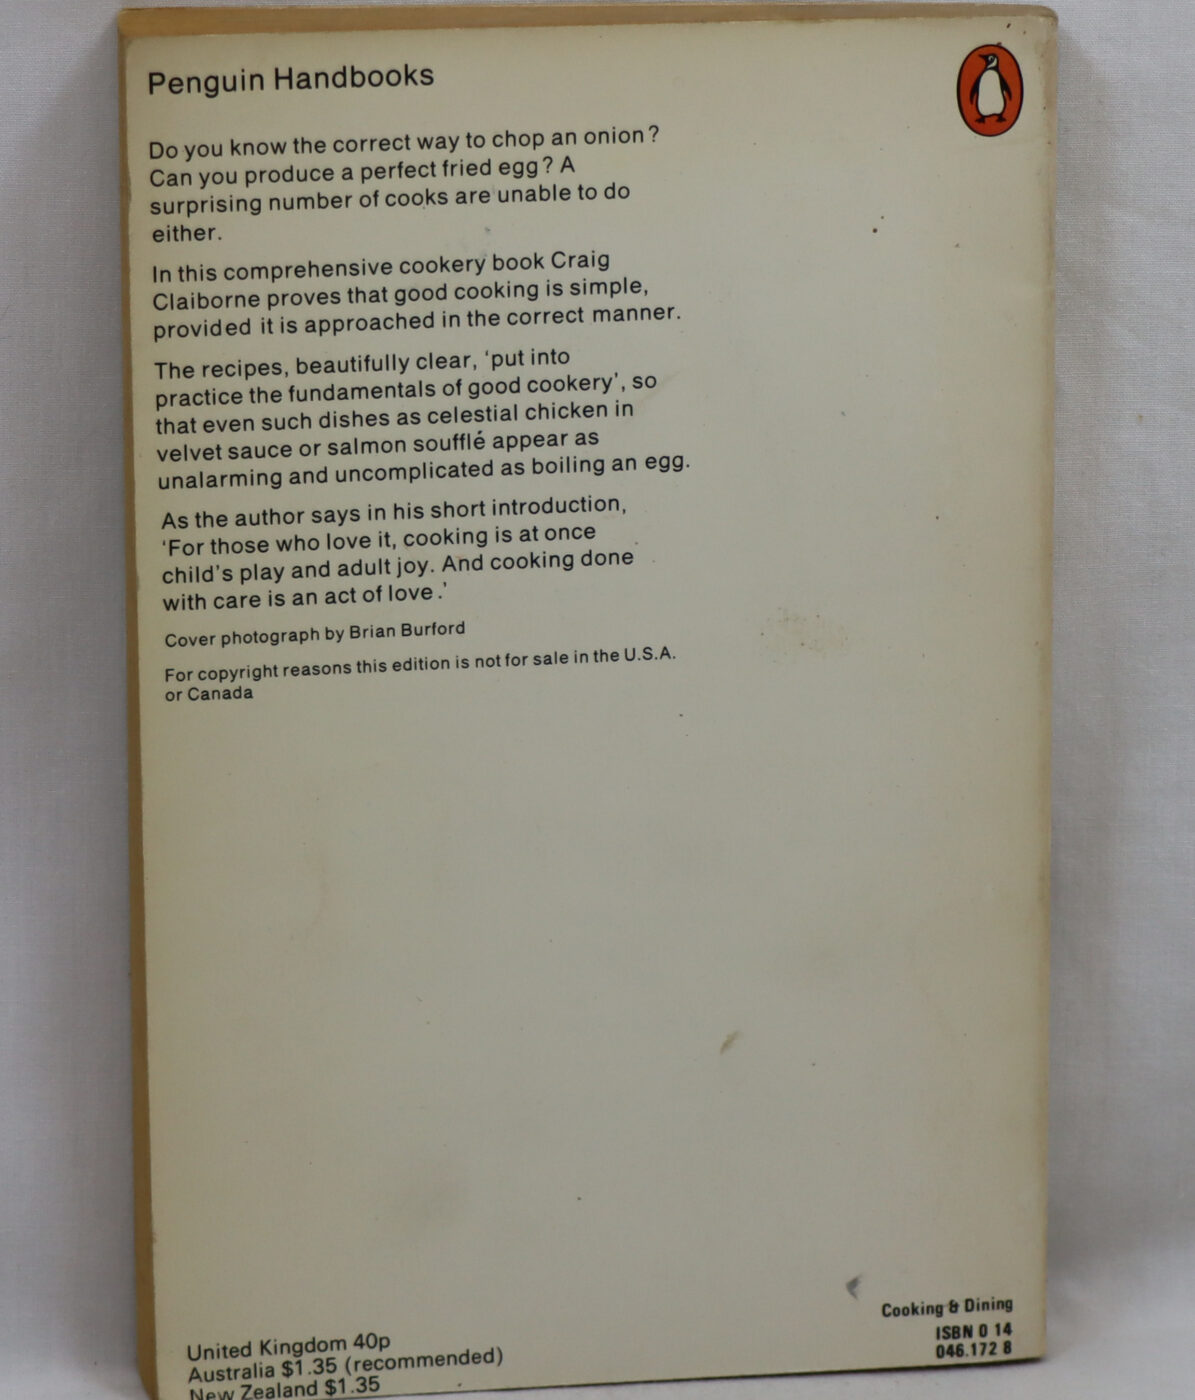 Penguin Handbooks
Do you know the correct way to chop an onion?
Can you produce a perfect fried egg? A
surprising number of cooks are unable to do
either.
In this comprehensive cookery book Craig
Claiborne proves that good cooking is simple,
provided it is approached in the correct manner.
The recipes, beautifully clear, ‘put into
practice the fundamentals of good cookery’, so
that even such dishes as celestial chicken in
velvet sauce or salmon soufflé appear as
unalarming and uncomplicated as boiling an egg.
As the author says in his short introduction,
‘For those who love it, cooking is at once
child’s play and adult joy. And cooking done
with care is an act of love.’
Cover photograph by Brian Burford
For copyright reasons this edition is not for sale in the U.S.A.
or Canada
United Kingdom 40p
Australia $1.35 (recommended)
New Zealand $1.35
Cooking & Dining
ISBN 0 14
046.172 8